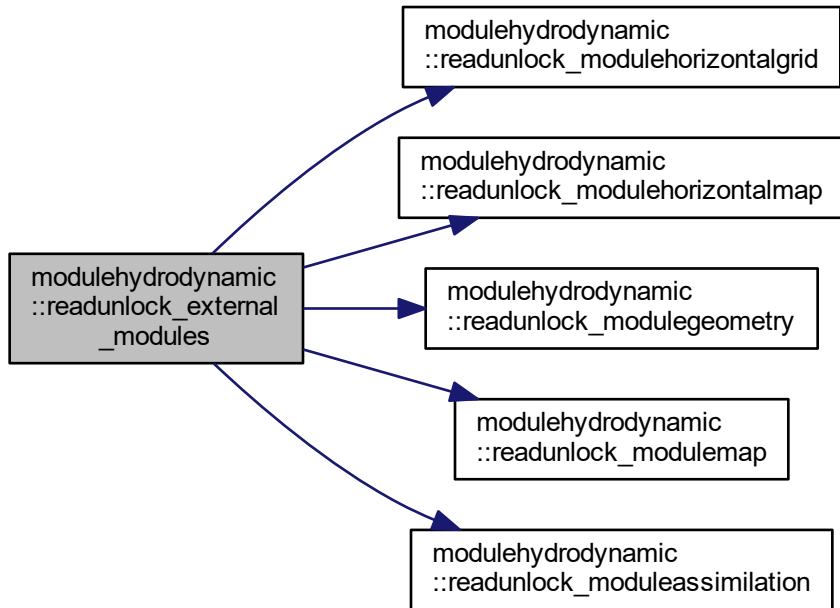 modulehydrodynamic
::readunlock_modulehorizontalgrid
modulehydrodynamic
::readunlock_modulehorizontalmap
modulehydrodynamic
::readunlock_external
_modules
modulehydrodynamic
::readunlock_modulegeometry
modulehydrodynamic
::readunlock_modulemap
modulehydrodynamic
::readunlock_moduleassimilation